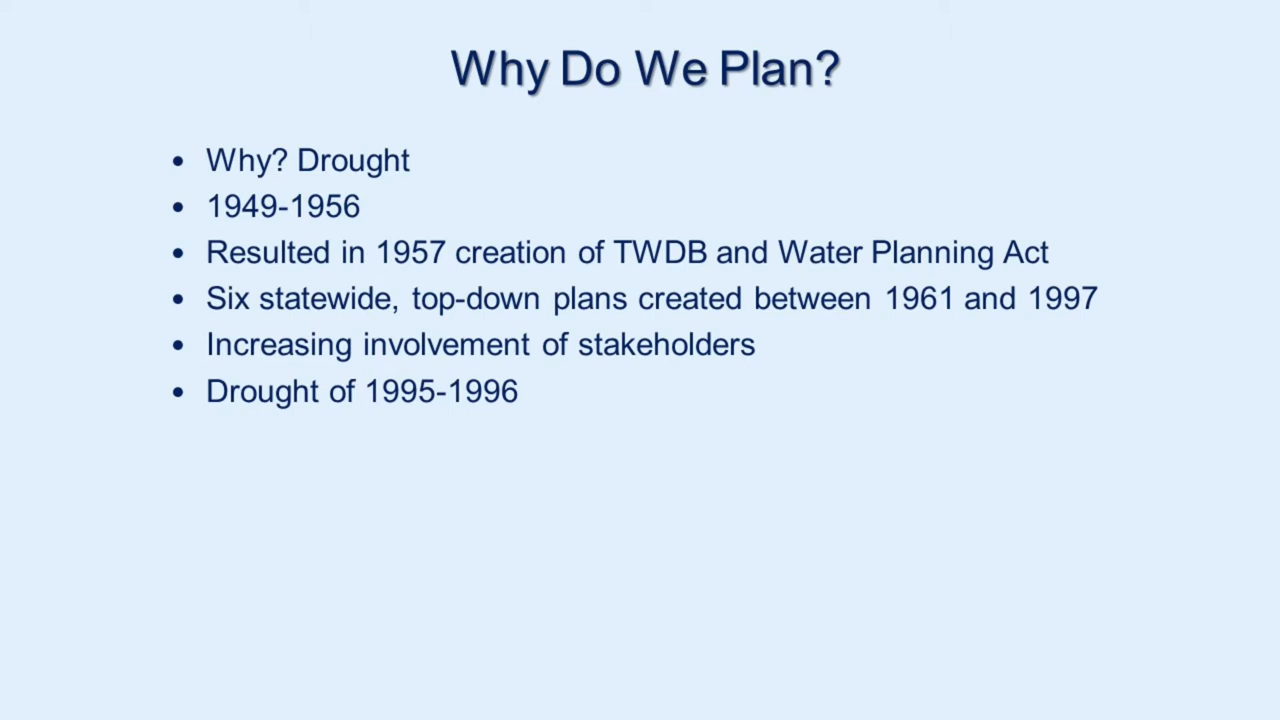 Why Do We Plan?
• Why? Drought
• 1949-1956
• Resulted in 1957 creation of TWDB and Water Planning Act
• Six statewide, top-down plans created between 1961 and 1997
• Increasing involvement of stakeholders
• Drought of 1995-1996